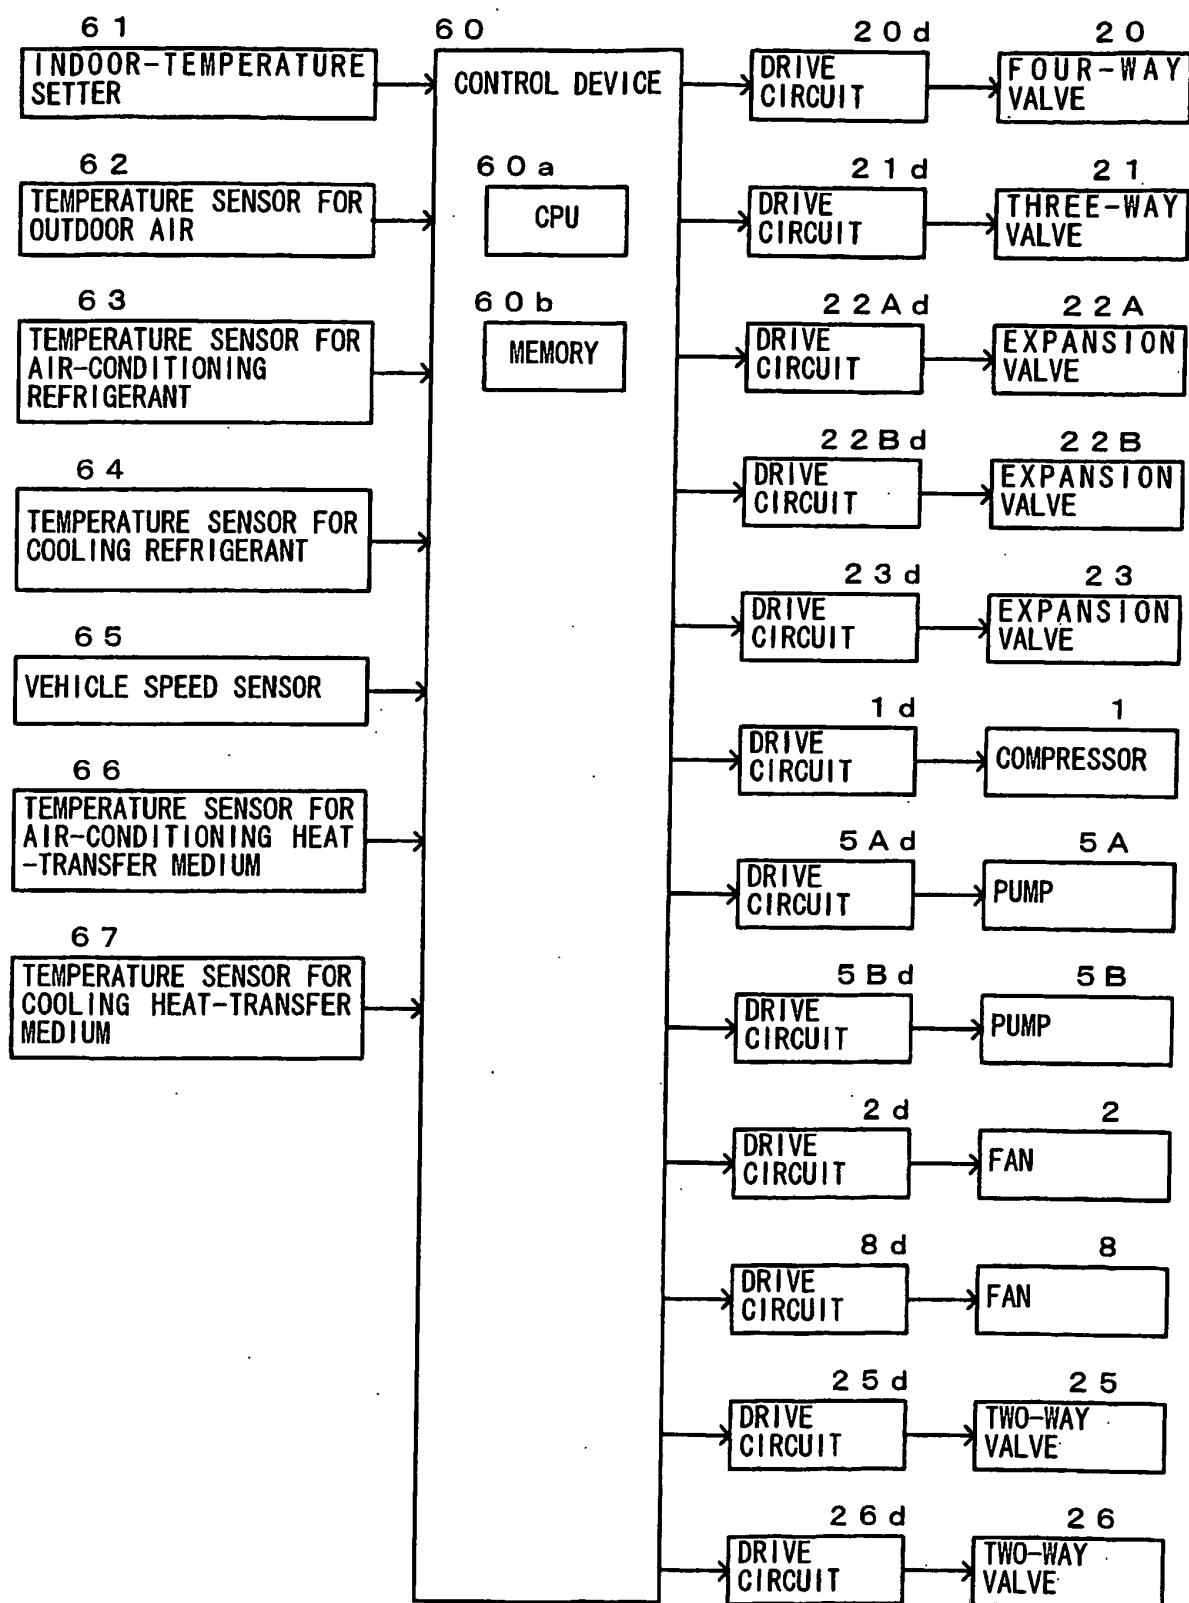 61
INDOOR-TEMPERATURE
SETTER
62
TEMPERATURE SENSOR FOR
OUTDOOR AIR
63
TEMPERATURE SENSOR FOR
AIR-CONDITIONING
REFRIGERANT
64
TEMPERATURE SENSOR FOR
COOLING REFRIGERANT
65
VEHICLE SPEED SENSOR
66
TEMPERATURE SENSOR FOR
AIR-CONDITIONING HEAT
-TRANSFER MEDIUM
67
TEMPERATURE SENSOR FOR
COOLING HEAT-TRANSFER
MEDIUM
60
CONTROL DEVICE
60a
CPU
60b
MEMORY
20d
DRIVE
CIRCUIT
20
FOUR-WAY
VALVE
21d
DRIVE
CIRCUIT
21
THREE-WAY
VALVE
22Ad
DRIVE
CIRCUIT
22A
EXPANSION
VALVE
22Bd
DRIVE
CIRCUIT
22B
EXPANSION
VALVE
23d
DRIVE
CIRCUIT
23
EXPANSION
VALVE
1d
DRIVE
CIRCUIT
1
COMPRESSOR
5Ad
DRIVE
CIRCUIT
5A
PUMP
5Bd
DRIVE
CIRCUIT
5B
PUMP
2d
DRIVE
CIRCUIT
2
FAN
8d
DRIVE
CIRCUIT
8
FAN
25d
DRIVE
CIRCUIT
25
TWO-WAY
VALVE
26d
DRIVE
CIRCUIT
26
TWO-WAY
VALVE